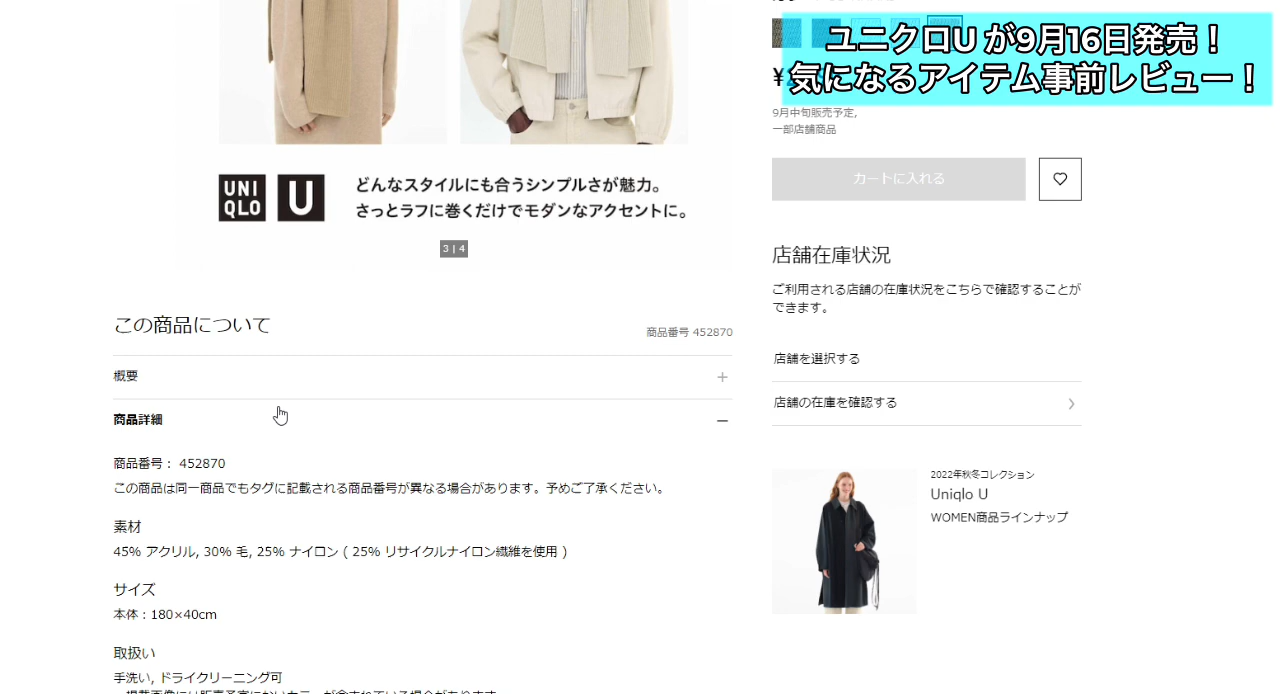 ユニクロU が9月16日発売！
気になるアイテム事前レビュー！
¥
9月中旬販売予定,
一部店舗商品
カートに入れる
UNI
QLO
U
どんなスタイルにも合うシンプルさが魅力。
さっとラフに巻くだけでモダンなアクセントに。
3 | 4
店舗在庫状況
ご利用される店舗の在庫状況をこちらで確認することが
できます。
店舗を選択する
店舗の在庫を確認する
この商品について
商品番号 452870
概要
商品詳細
商品番号： 452870
この商品は同一商品でもタグに記載される商品番号が異なる場合があります。予めご了承ください。
素材
45% アクリル, 30% 毛, 25% ナイロン ( 25% リサイクルナイロン繊維を使用 )
サイズ
本体：180×40cm
取扱い
手洗い, ドライクリーニング可
2022年秋冬コレクション
Uniqlo U
WOMEN商品ラインナップ